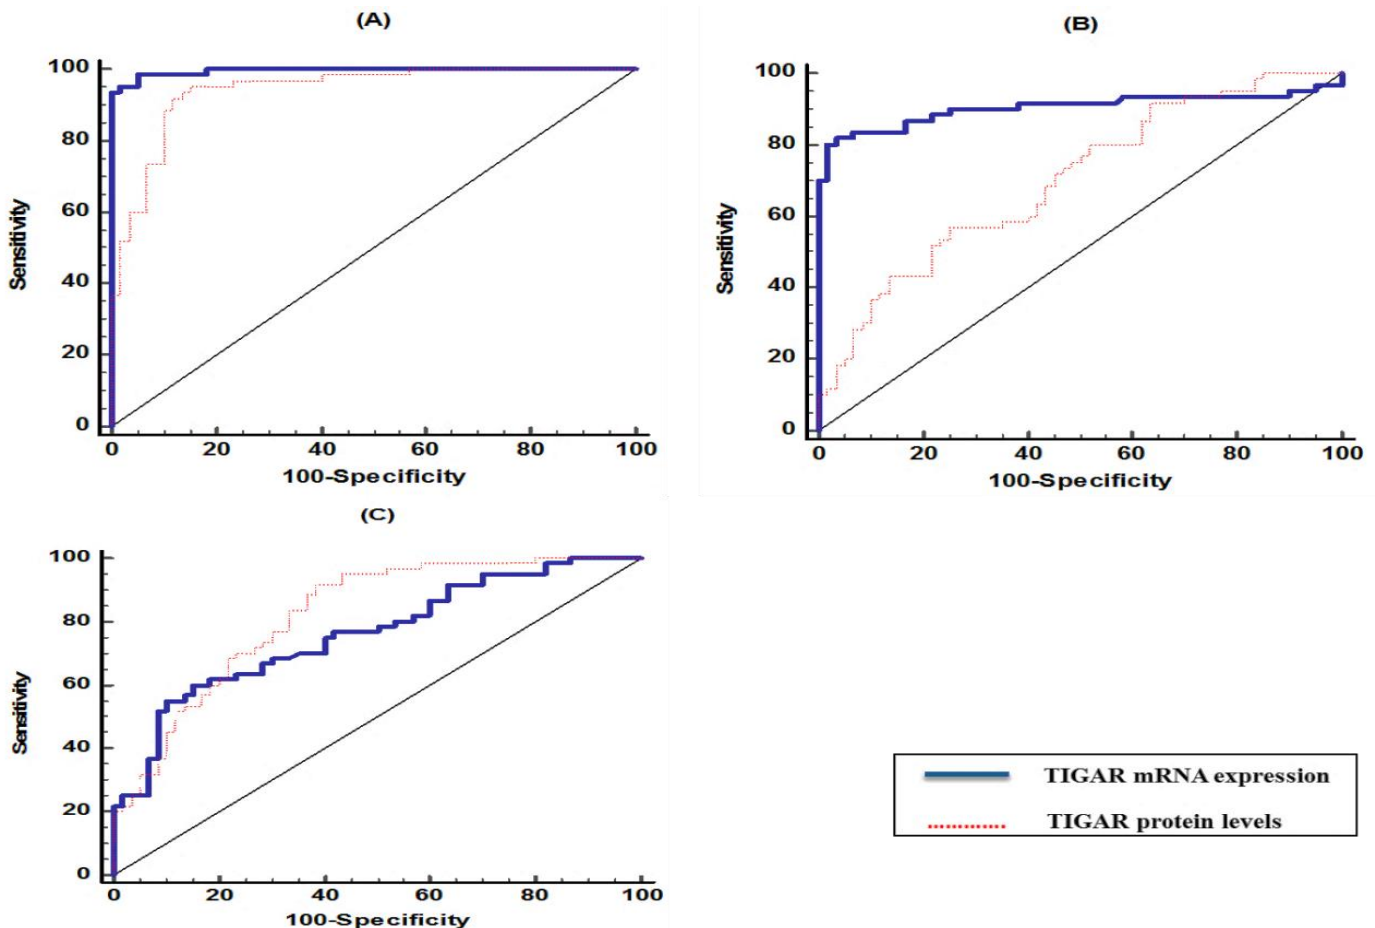 (A)
100
80
60
40
20
0
Sensitivity
0 20 40 60 80 100
100-Specificity
(B)
100
80
60
40
20
0
Sensitivity
0 20 40 60 80 100
100-Specificity
(C)
100
80
60
40
20
0
Sensitivity
0 20 40 60 80 100
100-Specificity
TIGAR mRNA expression
TIGAR protein levels